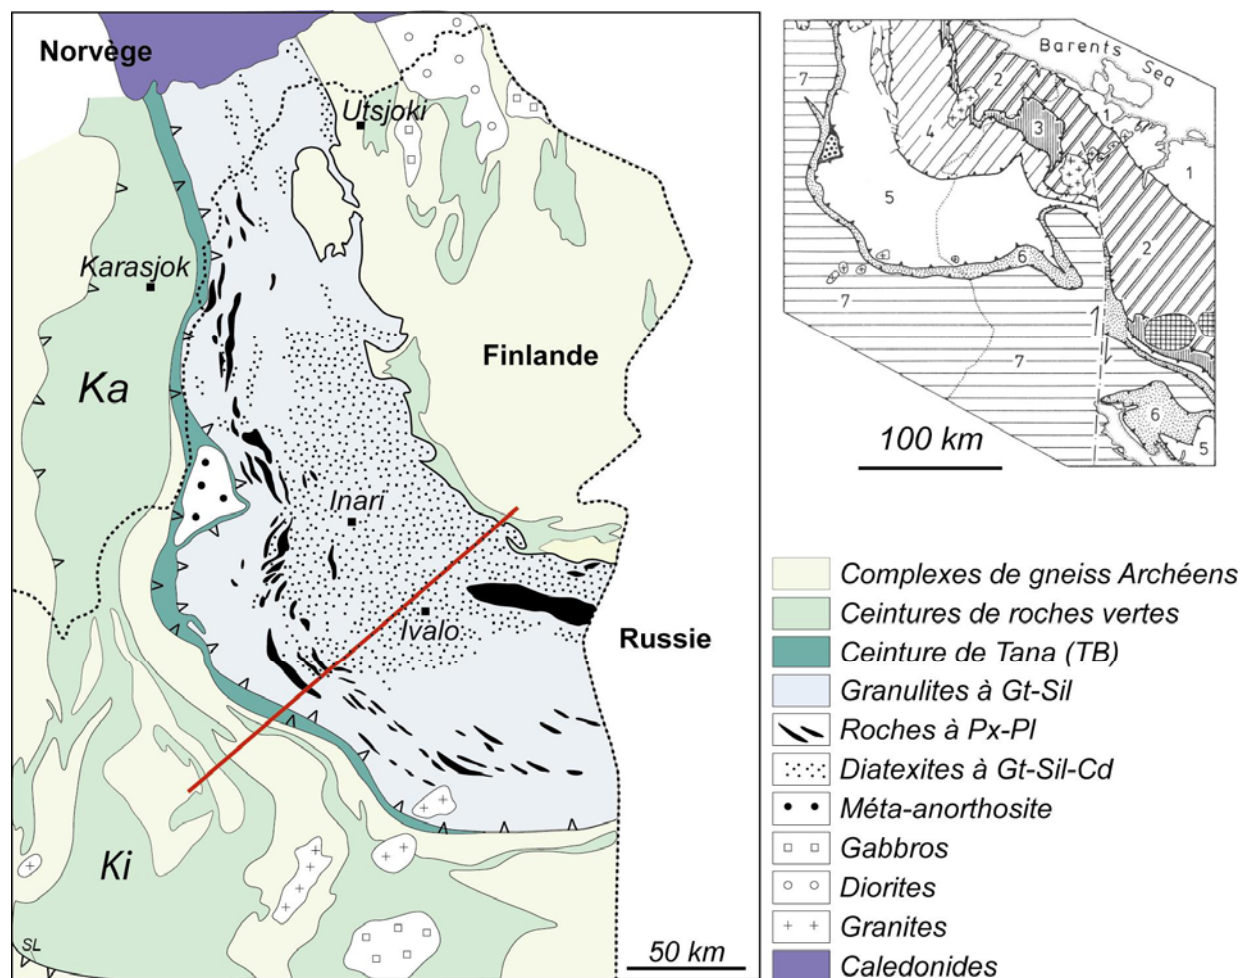 Norvège
Utsjoki
Karasjok
Ka
Finlande
Inari
Ivalo
Russie
Ki
SL
50 km
Barents Sea
7
2
1
3
4
1
5
2
6
7
7
6
5
100 km
Complexes de gneiss Archéens
Ceintures de roches vertes
Ceinture de Tana (TB)
Granulites à Gt-Sil
Roches à Px-Pl
Diatexites à Gt-Sil-Cd
Méta-anorthosite
Gabbros
Diorites
Granites
Caledonides